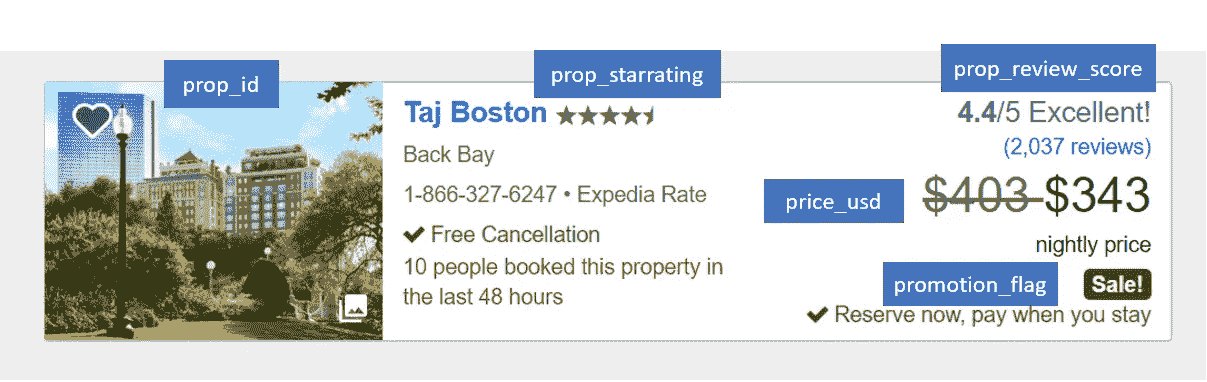 prop_id
prop_starrating
prop_review_score
Taj Boston
4.4/5 Excellent!
Back Bay
(2,037 reviews)
1-866-327-6247 • Expedia Rate
price_usd
$403 $343
nightly price
Free Cancellation
10 people booked this property in
the last 48 hours
promotion_flag
Sale!
Reserve now, pay when you stay